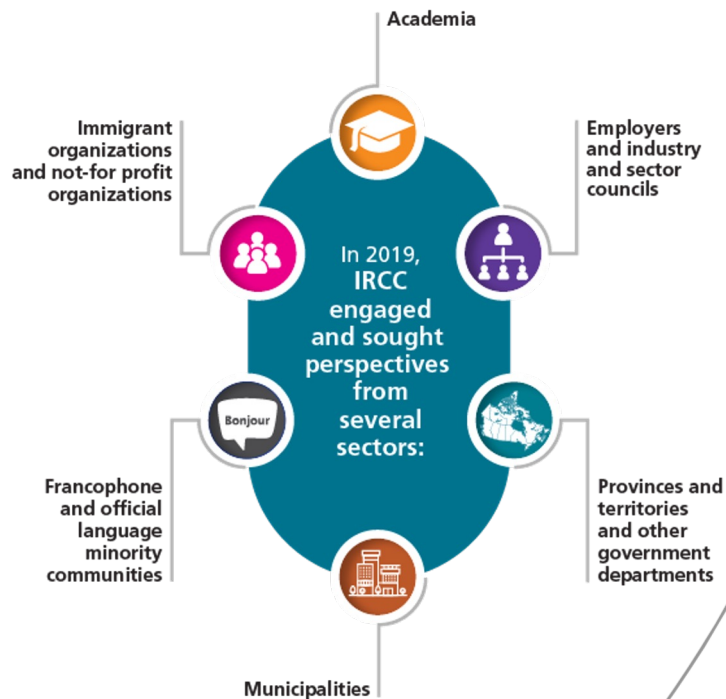 Academia
Immigrant
organizations
and not-for profit
organizations
Employers
and industry
and sector
councils
In 2019,
IRCC
engaged
and sought
perspectives
from
several
sectors:
Bonjour
Francophone
and official
language
minority
communities
Provinces and
territories
and other
government
departments
Municipalities